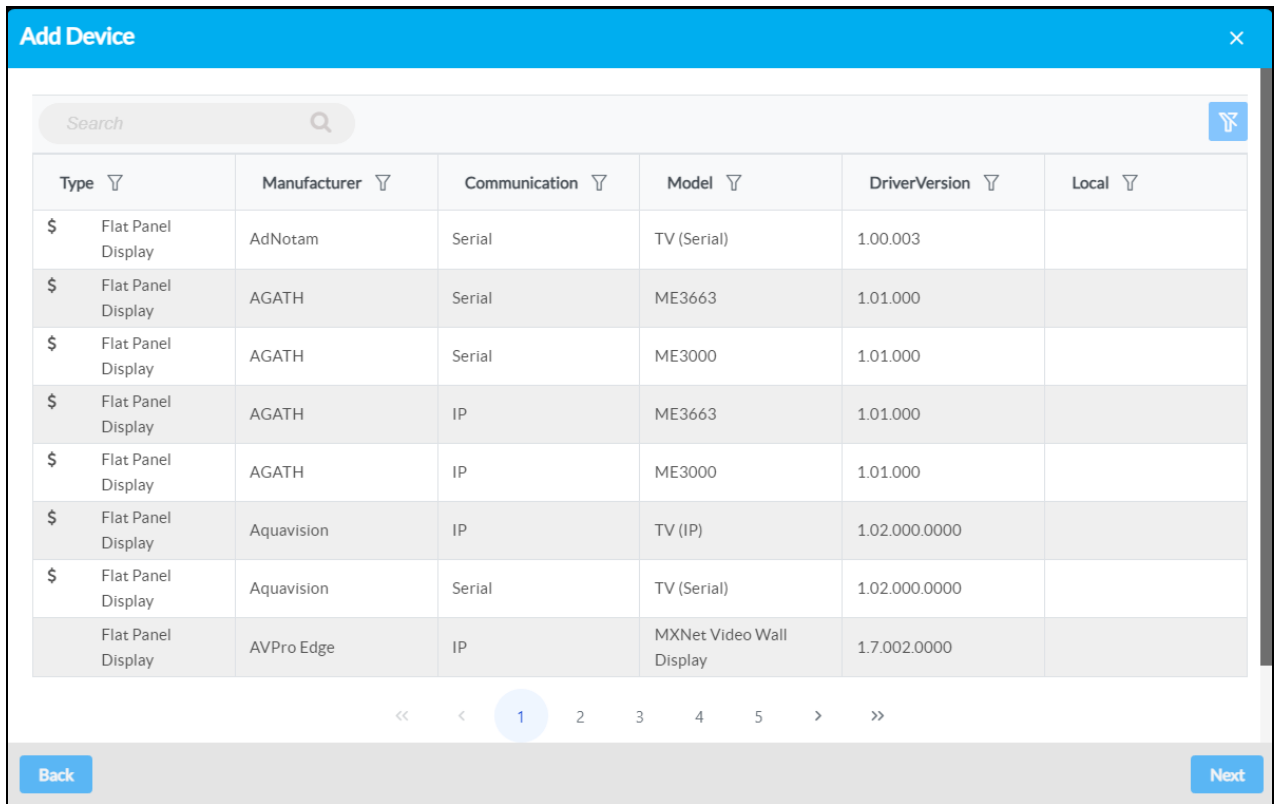 Add Device
×
Search
Type Manufacturer Communication Model DriverVersion Local
$ Flat Panel
Display AdNotam Serial TV (Serial) 1.00.003
$ Flat Panel
Display AGATH Serial ME3663 1.01.000
$ Flat Panel
Display AGATH Serial ME3000 1.01.000
$ Flat Panel
Display AGATH IP ME3663 1.01.000
$ Flat Panel
Display AGATH IP ME3000 1.01.000
$ Flat Panel
Display Aquavision IP TV (IP) 1.02.000.0000
$ Flat Panel
Display Aquavision Serial TV (Serial) 1.02.000.0000
Flat Panel
Display AVPro Edge IP MXNet Video Wall
Display 1.7.002.0000
« ‹ 1 2 3 4 5 › »
Back Next